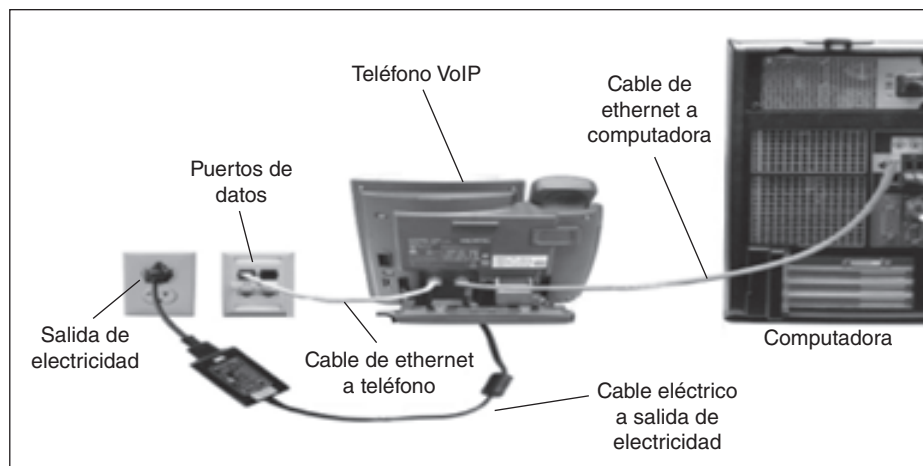 Teléfono VoIP
Cable de
ethernet a
computadora
Puertos de
datos
Salida de
electricidad
Cable de ethernet
a teléfono
Computadora
Cable eléctrico
a salida de
electricidad